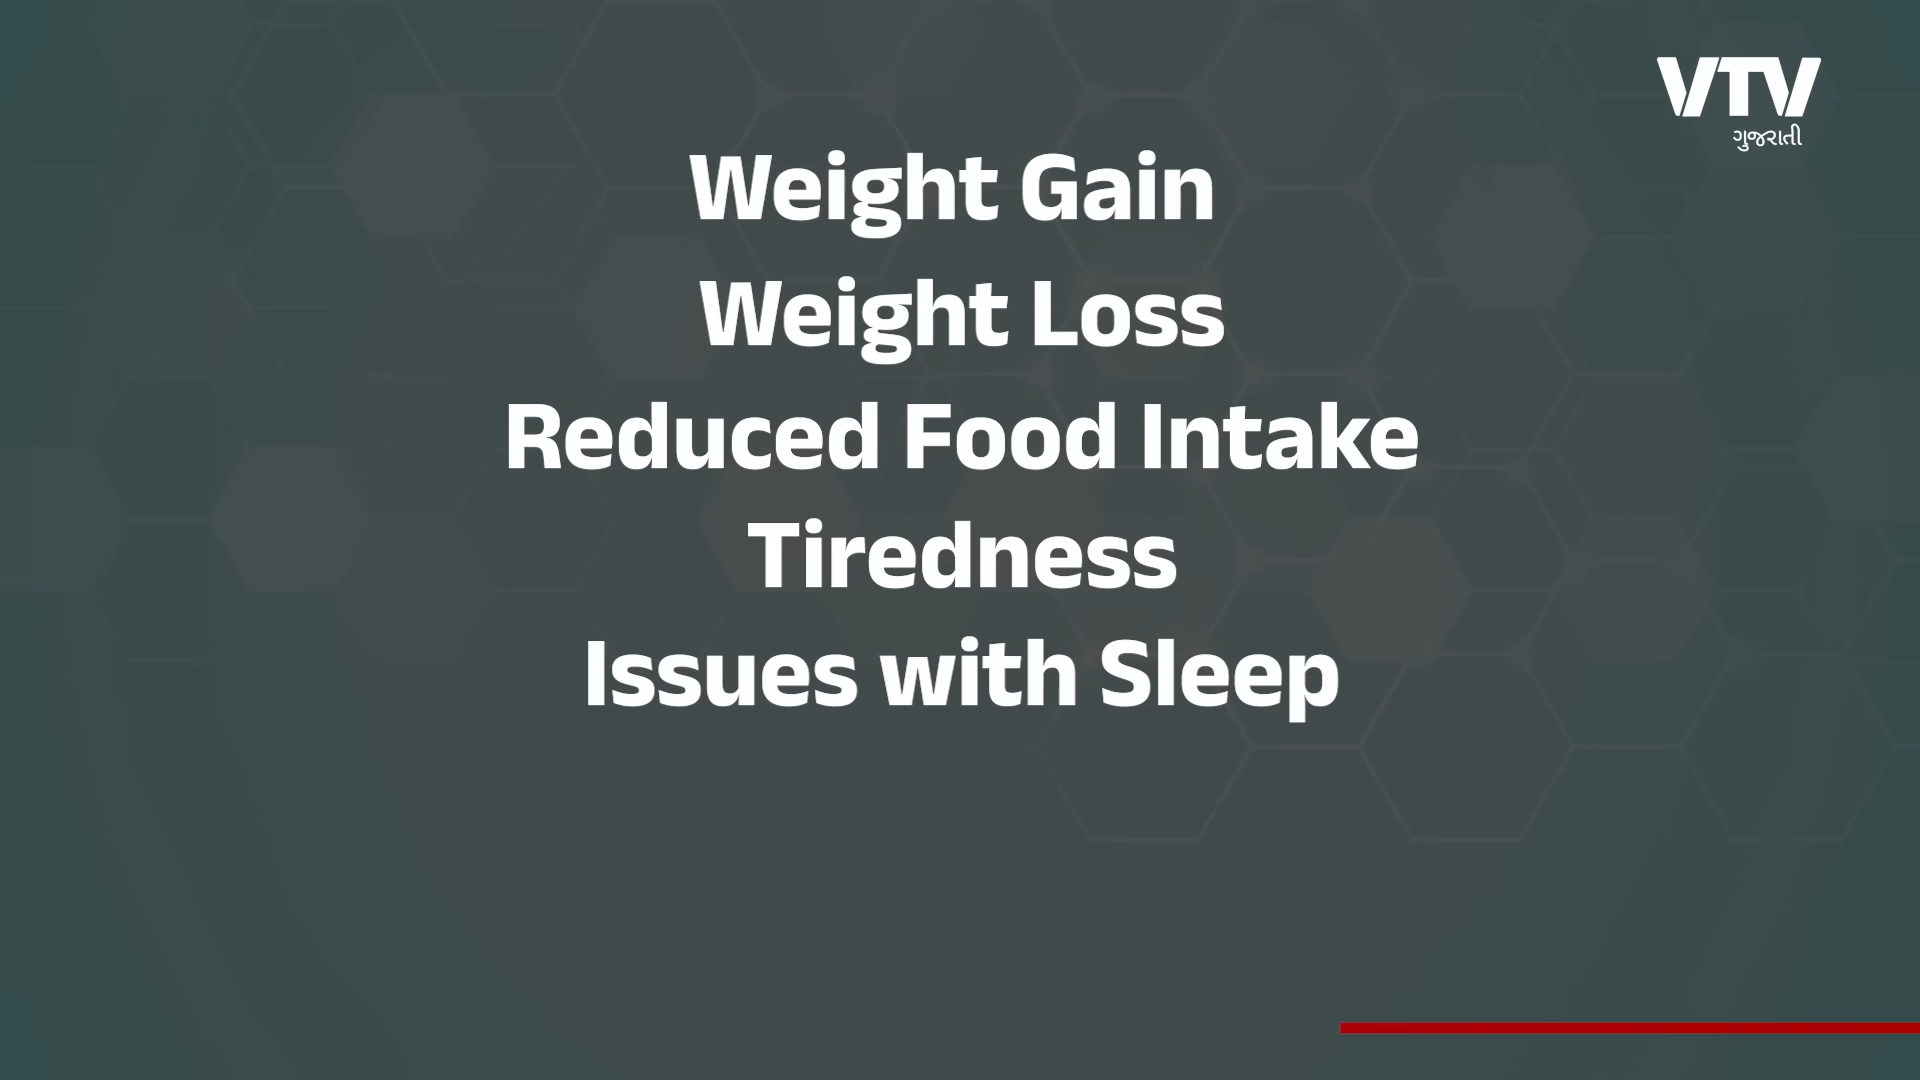 VTV
ગુજરાતી
Weight Gain
Weight Loss
Reduced Food Intake
Tiredness
Issues with Sleep